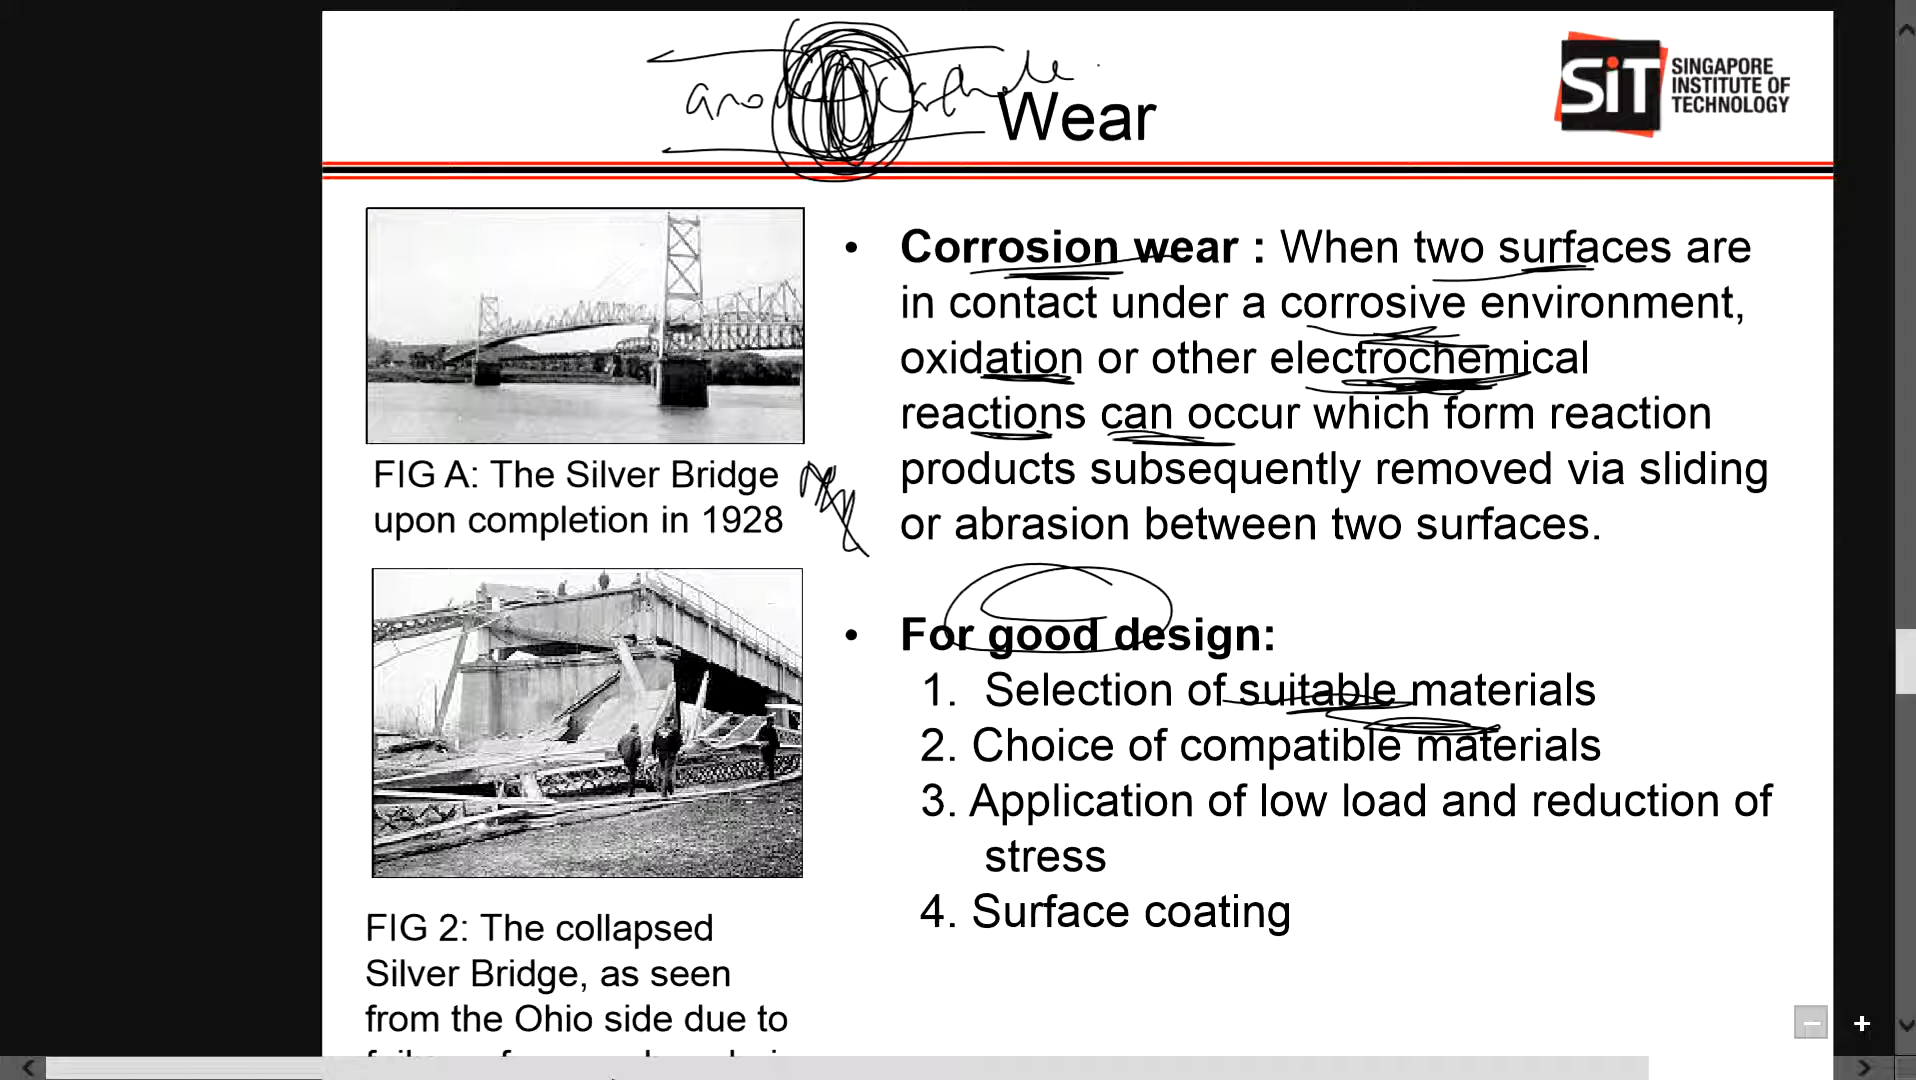 anode cathode
Wear
SiT SINGAPORE
INSTITUTE OF
TECHNOLOGY
FIG A: The Silver Bridge
upon completion in 1928
FIG 2: The collapsed
Silver Bridge, as seen
from the Ohio side due to
• Corrosion wear : When two surfaces are
in contact under a corrosive environment,
oxidation or other electrochemical
reactions can occur which form reaction
products subsequently removed via sliding
or abrasion between two surfaces.
• For good design:
1. Selection of suitable materials
2. Choice of compatible materials
3. Application of low load and reduction of
stress
4. Surface coating